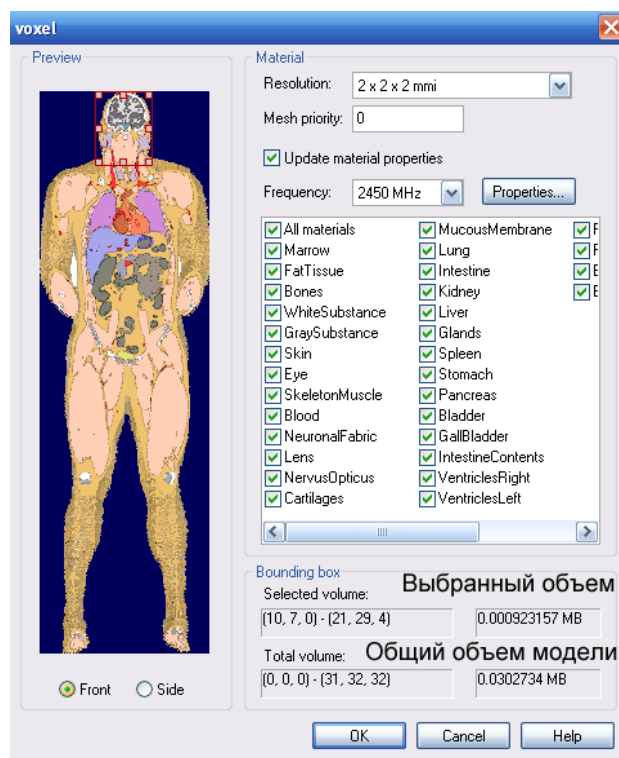 voxel
Preview
Material
Resolution: 2 x 2 x 2 mmi
Mesh priority: 0
Update material properties
Frequency: 2450 MHz Properties...
All materials MucousMembrane
Marrow Lung
FatTissue Intestine
Bones Kidney
WhiteSubstance Liver
GraySubstance Glands
Skin Spleen
Eye Stomach
SkeletonMuscle Pancreas
Blood Bladder
NeuronalFabric GallBladder
Lens IntestineContents
NervusOpticus VentriclesRight
Cartilages VentriclesLeft
Bounding box
Selected volume: Выбранный объем
(10, 7, 0) - (21, 29, 4) 0.000923157 MB
Total volume: Общий объем модели
(0, 0, 0) - (31, 32, 32) 0.0302734 MB
Front Side
OK Cancel Help